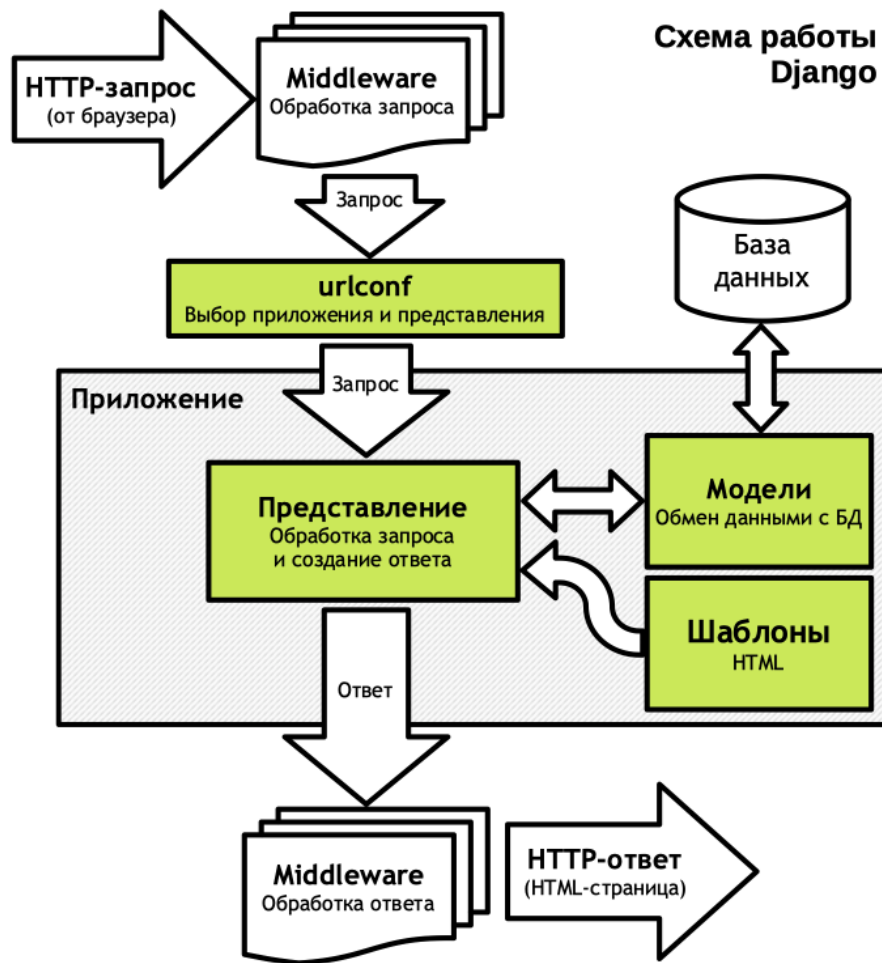 Схема работы
Django
HTTP-запрос
(от браузера)
Middleware
Обработка запроса
Запрос
База
данных
urlconf
Выбор приложения и представления
Запрос
Приложение
Представление
Обработка запроса
и создание ответа
Модели
Обмен данными с БД
Шаблоны
HTML
Ответ
Middleware
Обработка ответа
HTTP-ответ
(HTML-страница)